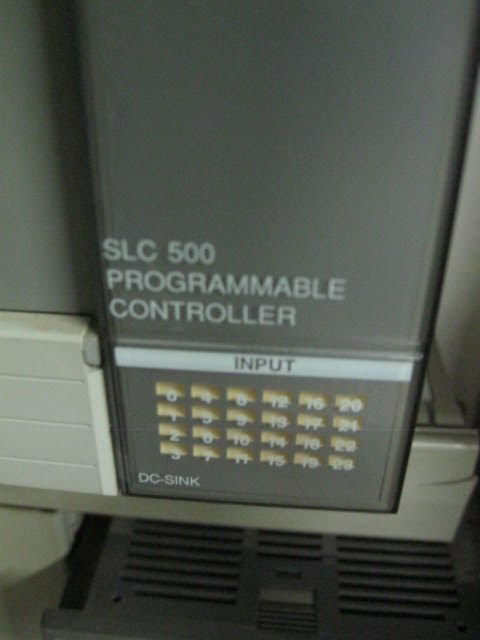 SLC 500
PROGRAMMABLE
CONTROLLER
INPUT
0 4 8 12 16 20
1 5 9 13 17 21
2 6 10 14 18 22
3 7 11 15 19 23
DC-SINK